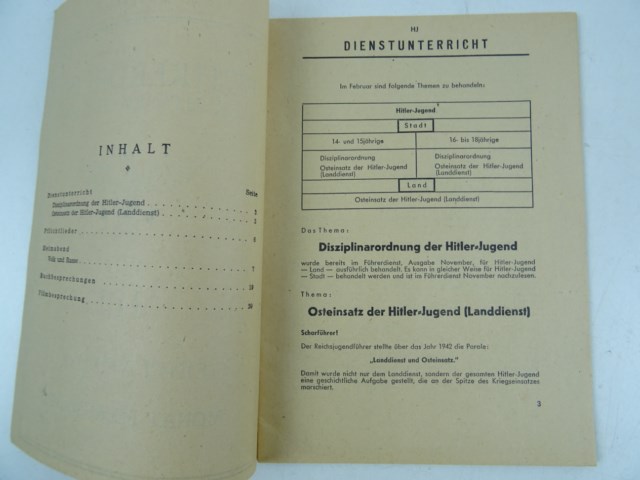 INHALT
Dienstunterricht Seite
Disziplinarordnung der Hitler-Jugend 3
Osteinsatz der Hitler-Jugend (Landdienst) 3
Pflichtlieder
Heimabend
Volk und 7
Buchbesprechungen
Filmbesprechung
HJ
DIENSTUNTERRICHT
Im Februar sind folgende Themen zu behandeln:
Hitler-Jugend
Stadt
14- und 15jährige 16- bis 18jährige
Disziplinarordnung Disziplinarordnung
Osteinsatz der Hitler-Jugend Osteinsatz der Hitler-Jugend
(Landdienst) (Landdienst)
Land
Osteinsatz der Hitler-Jugend (Landdienst)
Das Thema:
Disziplinarordnung der Hitler-Jugend
wurde bereits im Führerdienst, Ausgabe November, für Hitler-Jugend
— Land — ausführlich behandelt. Es kann in gleicher Weise für Hitler-Jugend
— Stadt — behandelt werden und ist im Führerdienst November nachzulesen.
Thema:
Osteinsatz der Hitler-Jugend (Landdienst)
Scharführer!
Der Reichsjugendführer stellte über das Jahr 1942 die Parole:
„Landdienst und Osteinsatz."
Damit wurde nicht nur dem Landdienst, sondern der gesamten Hitler-Jugend
eine geschichtliche Aufgabe gestellt, die an der Spitze des Kriegseinsatzes
marschiert.
3